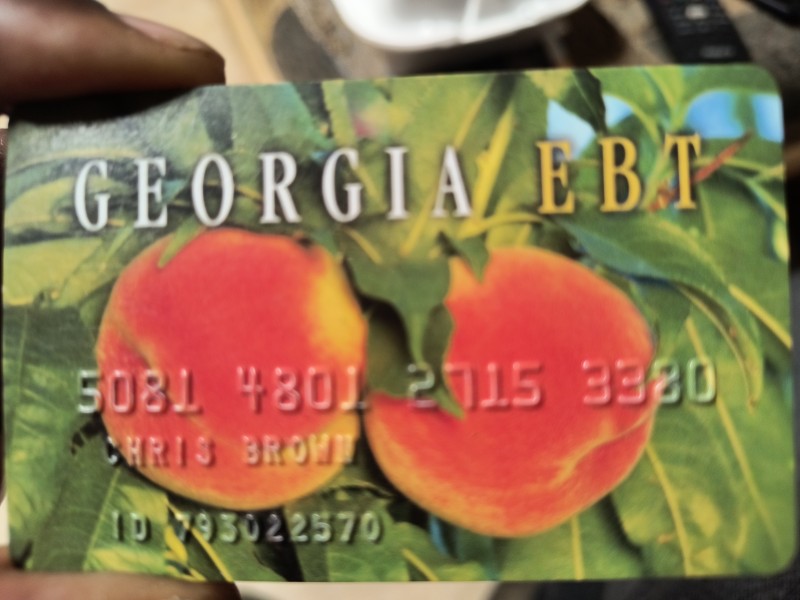 GEORGIA EBT
5081 4801 2715
CHRIS BROWN
ID 793022570